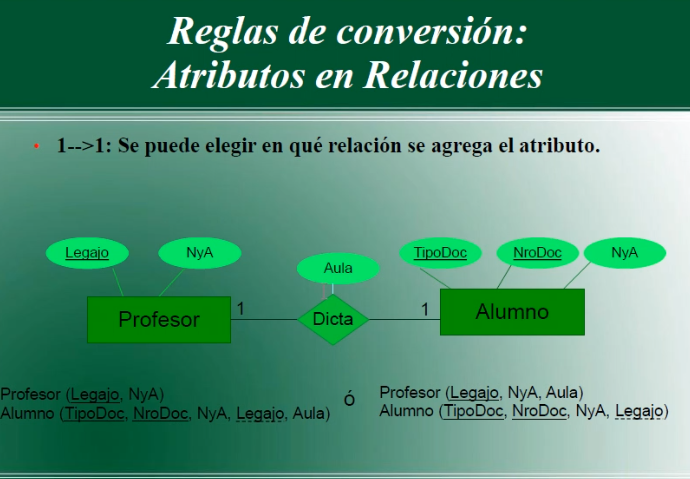 Reglas de conversión:
Atributos en Relaciones
• 1-->1: Se puede elegir en qué relación se agrega el atributo.
Legajo
NyA
Aula
TipoDoc
NroDoc
NyA
Profesor
1
Dicta
1
Alumno
Profesor (Legajo, NyA)
Alumno (TipoDoc, NroDoc, NyA, Legajo, Aula)
ó
Profesor (Legajo, NyA, Aula)
Alumno (TipoDoc, NroDoc, NyA, Legajo)